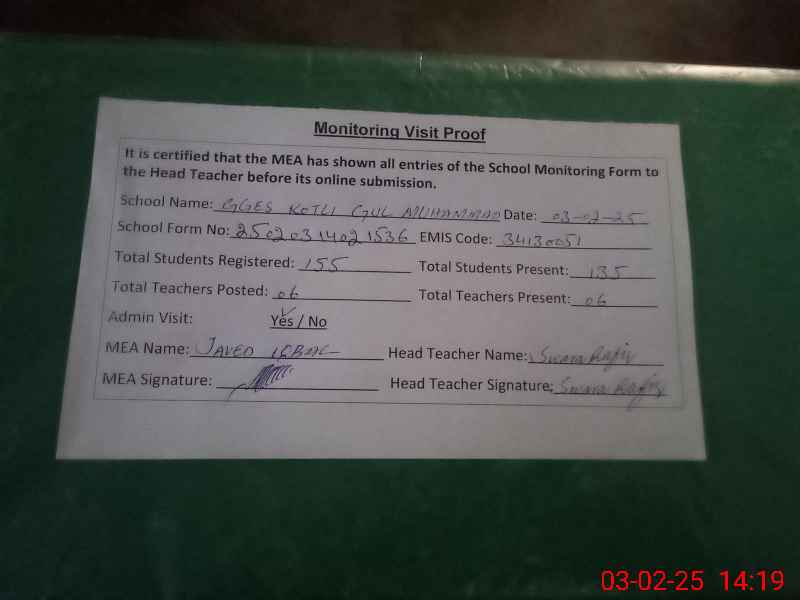 Monitoring Visit Proof
It is certified that the MEA has shown all entries of the School Monitoring Form to
the Head Teacher before its online submission.
School Name: GGES KOTLI GUL MUHAMMAD Date: 03-02-25
School Form No: 25020314021536 EMIS Code: 34130051
Total Students Registered: 155 Total Students Present: 135
Total Teachers Posted: 06 Total Teachers Present: 06
Admin Visit: Yes / No
MEA Name: JAVED IQBAL Head Teacher Name:
MEA Signature: Head Teacher Signature:
03-02-25 14:19